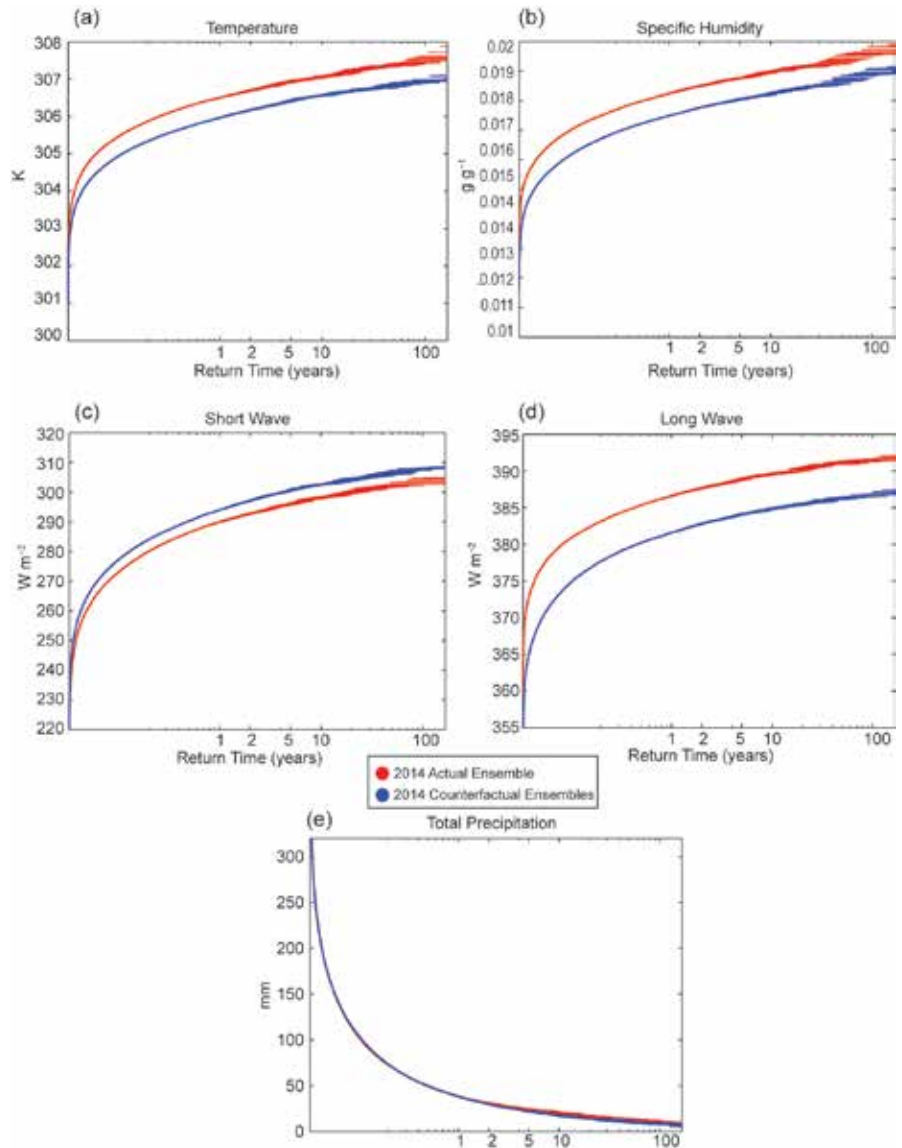 (a)
Temperature
308
307
306
305
304
303
302
301
300
K
1 2 5 10 100
Return Time (years)
(b)
Specific Humidity
0.02
0.019
0.018
0.017
0.016
0.015
0.014
0.013
0.012
0.011
0.01
g g⁻¹
1 2 5 10 100
Return Time (years)
(c)
Short Wave
320
310
300
290
280
270
260
250
240
230
220
W m⁻²
1 2 5 10 100
Return Time (years)
(d)
Long Wave
395
390
385
380
375
370
365
360
355
W m⁻²
1 2 5 10 100
Return Time (years)
2014 Actual Ensemble
2014 Counterfactual Ensembles
(e)
Total Precipitation
300
250
200
150
100
50
0
mm
1 2 5 10 100